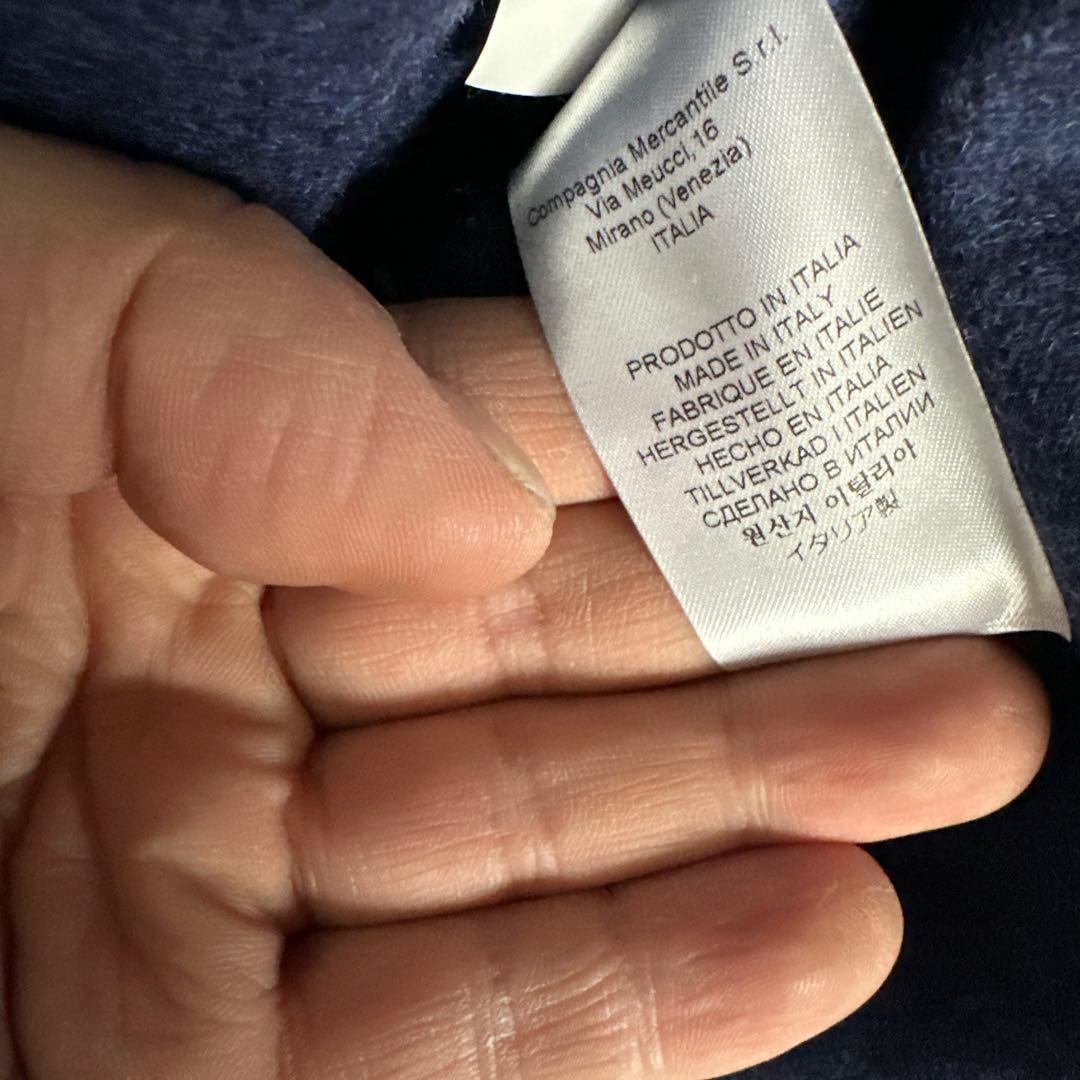 Compagnia Mercantile S.r.l.
Via Meucci, 16
Mirano (Venezia)
ITALIA
PRODOTTO IN ITALIA
MADE IN ITALY
FABRIQUE EN ITALIE
HERGESTELLT IN ITALIEN
HECHO EN ITALIA
TILLVERKAD I ITALIEN
СДЕЛАНО В ИТАЛИИ
원산지 이탈리아
イタリア製